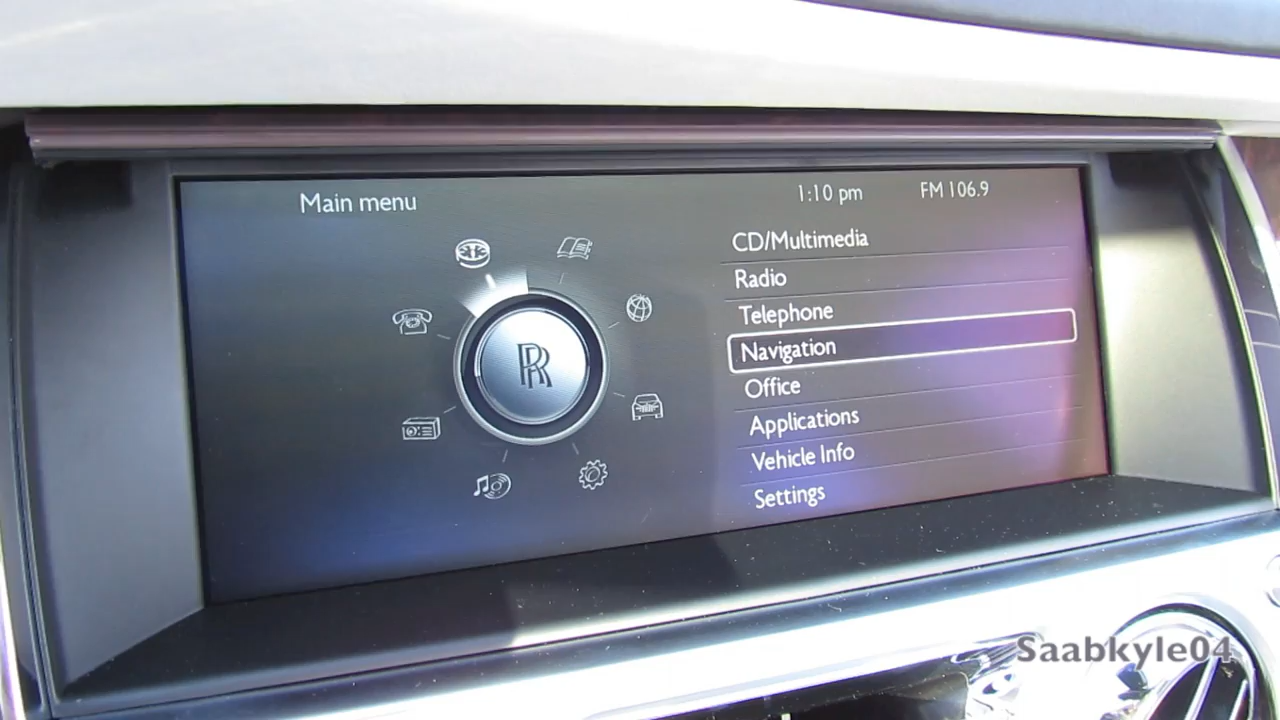 Main menu
1:10 pm
FM 106.9
CD/Multimedia
Radio
Telephone
Navigation
Office
Applications
Vehicle Info
Settings
RR
Saabkyle04